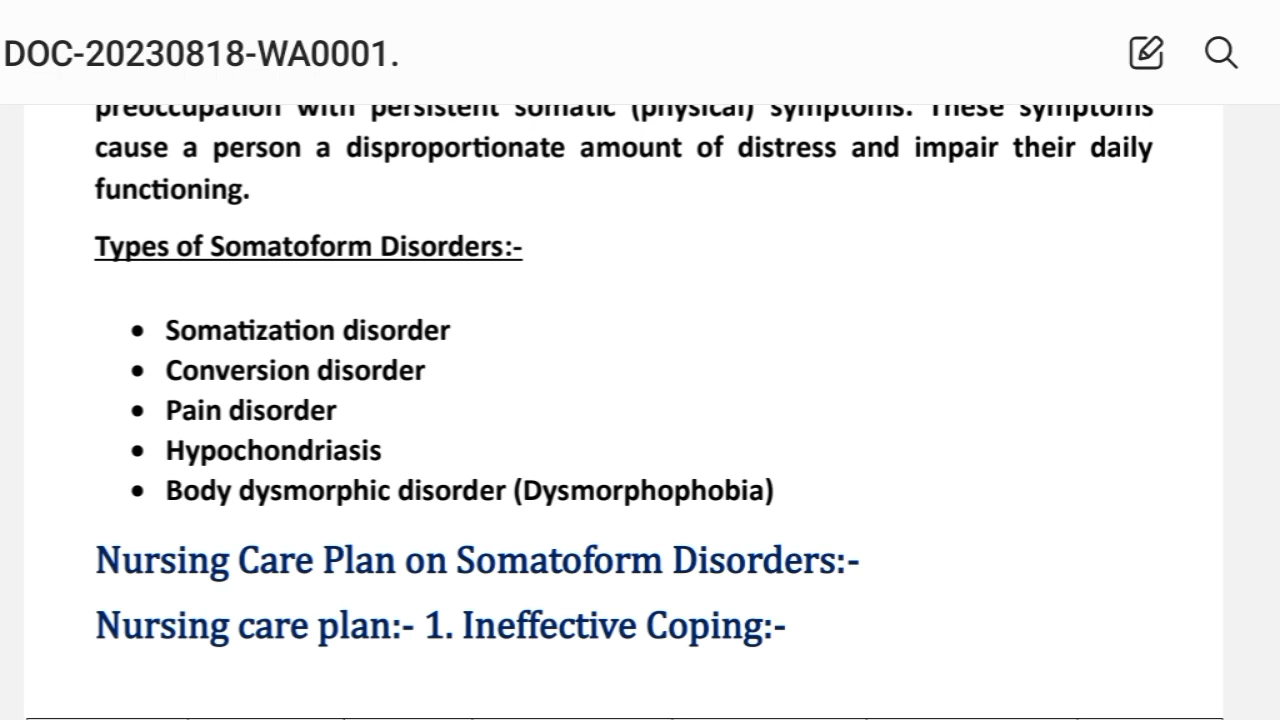 DOC-20230818-WA0001.
preoccupation with persistent somatic (physical) symptoms. These symptoms
cause a person a disproportionate amount of distress and impair their daily
functioning.
Types of Somatoform Disorders:-
• Somatization disorder
• Conversion disorder
• Pain disorder
• Hypochondriasis
• Body dysmorphic disorder (Dysmorphophobia)
Nursing Care Plan on Somatoform Disorders:-
Nursing care plan:- 1. Ineffective Coping:-